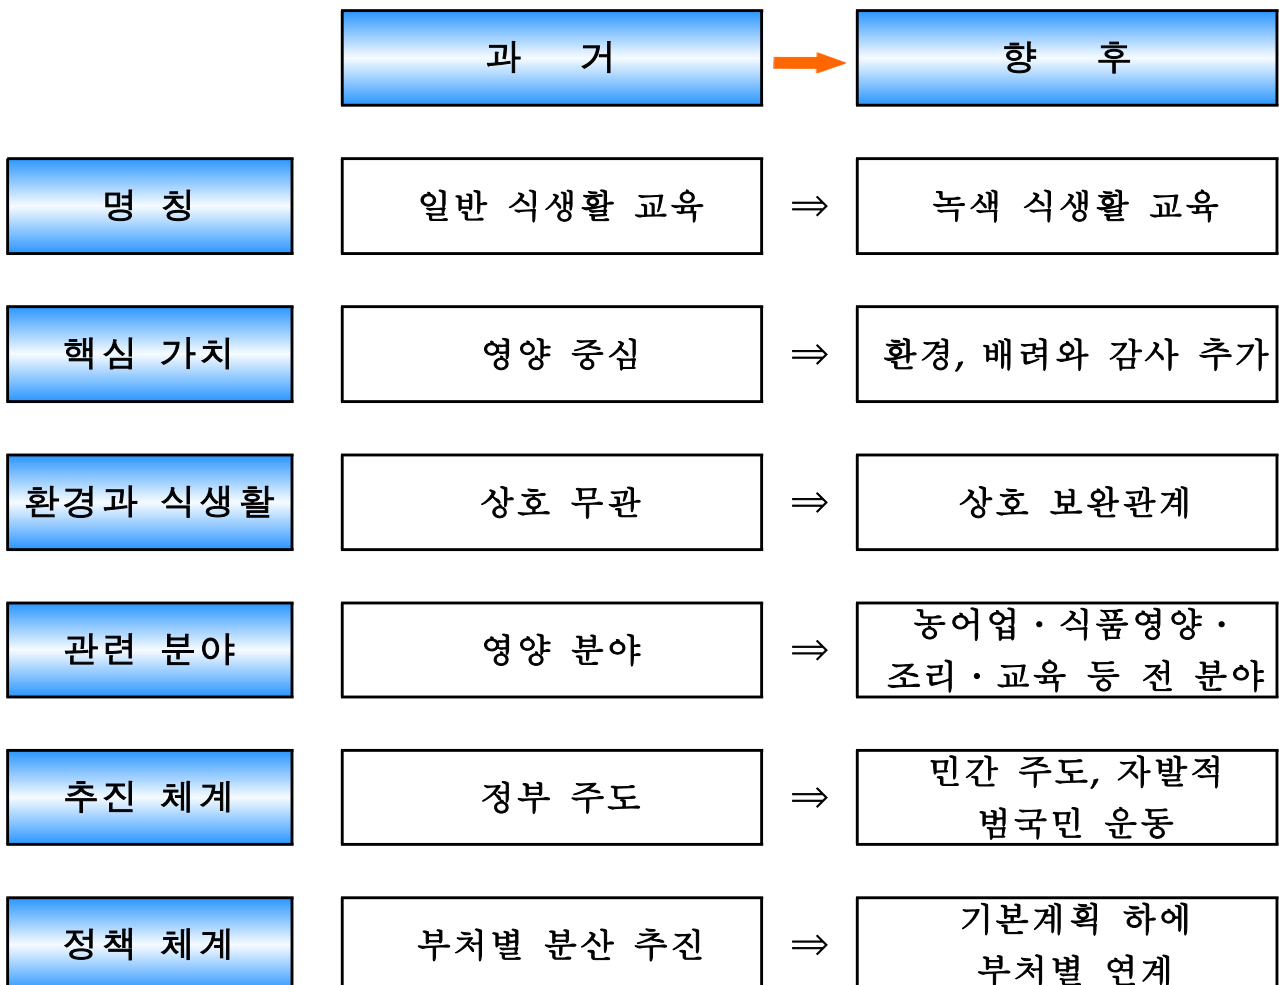 과 거 향 후
명 칭 일반 식생활 교육 ⇒ 녹색 식생활 교육
핵심 가치 영양 중심 ⇒ 환경, 배려와 감사 추가
환경과 식생활 상호 무관 ⇒ 상호 보완관계
관련 분야 영양 분야 ⇒ 농어업·식품영양·
조리·교육 등 전 분야
추진 체계 정부 주도 ⇒ 민간 주도, 자발적
범국민 운동
정책 체계 부처별 분산 추진 ⇒ 기본계획 하에
부처별 연계